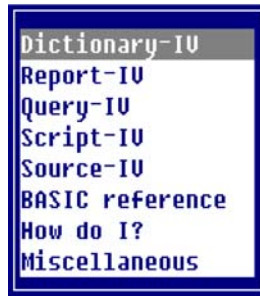 Dictionary-IV
Report-IV
Query-IV
Script-IV
Source-IV
BASIC reference
How do I?
Miscellaneous